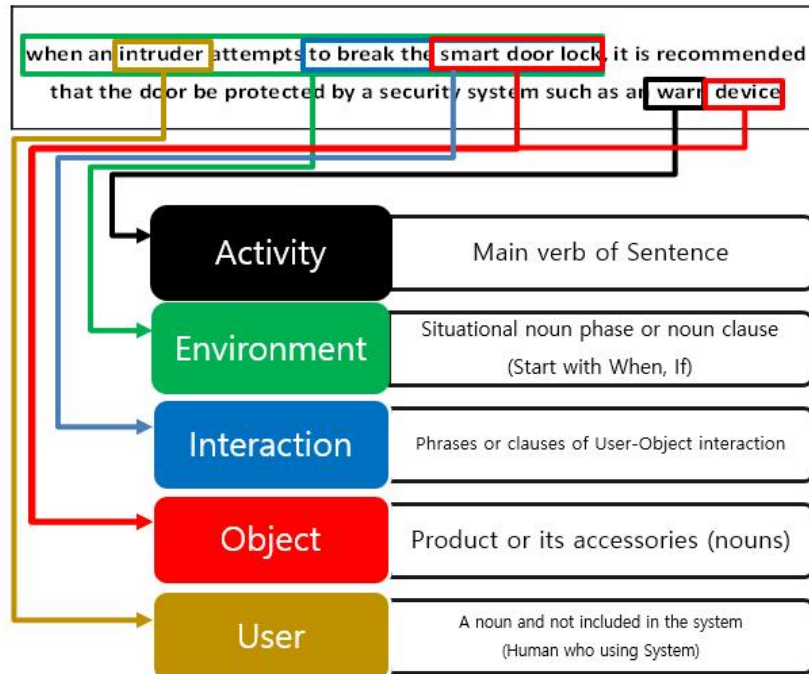 when an intruder attempts to break the smart door lock, it is recommended
that the door be protected by a security system such as an warn device
Activity
Main verb of Sentence
Environment
Situational noun phrase or noun clause
(Start with When, If)
Interaction
Phrases or clauses of User-Object interaction
Object
Product or its accessories (nouns)
User
A noun and not included in the system
(Human who using System)